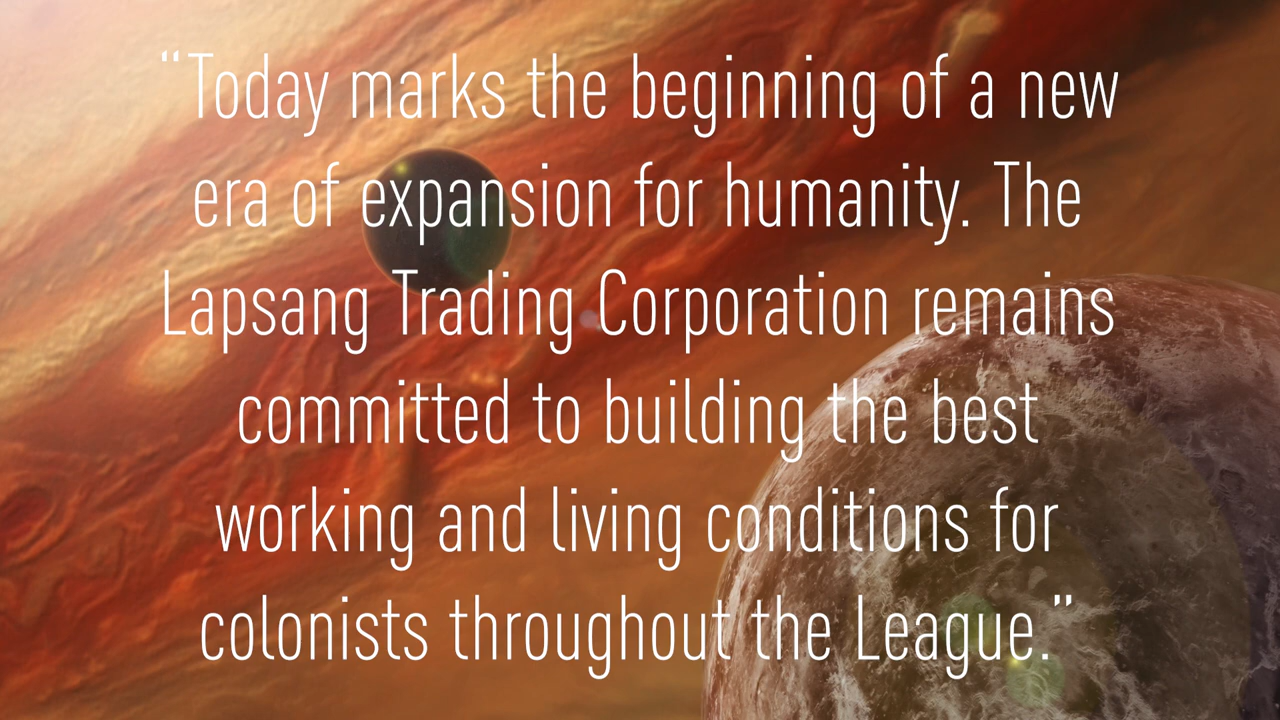 “Today marks the beginning of a new
era of expansion for humanity. The
Lapsang Trading Corporation remains
committed to building the best
working and living conditions for
colonists throughout the League.”